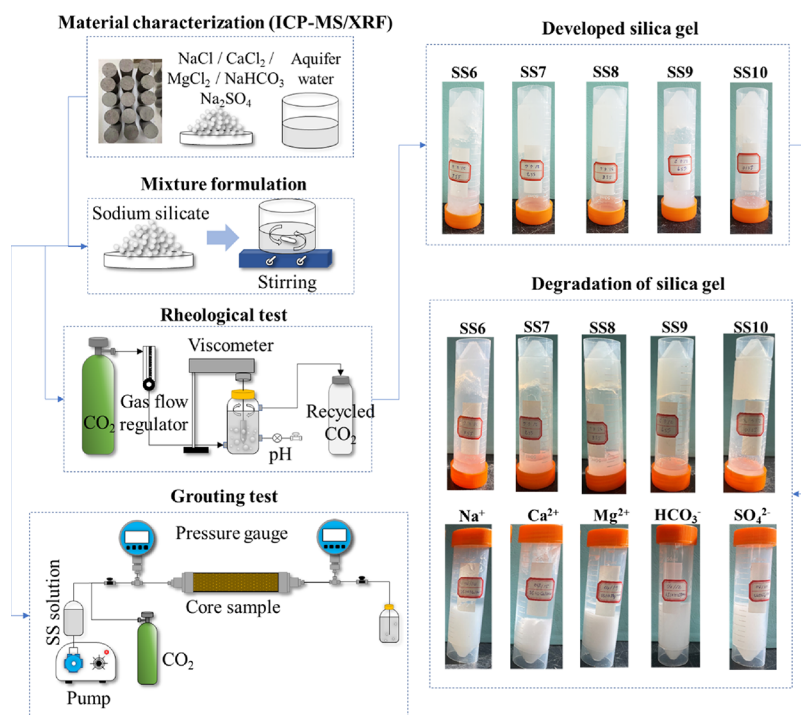 Material characterization (ICP-MS/XRF)
NaCl / CaCl₂ /
MgCl₂ / NaHCO₃
Na₂SO₄
Aquifer
water
Mixture formulation
Sodium silicate
Stirring
Rheological test
Viscometer
CO₂
Gas flow
regulator
pH
Recycled
CO₂
Grouting test
Pressure gauge
SS solution
Core sample
CO₂
Pump
Developed silica gel
SS6 SS7 SS8 SS9 SS10
Degradation of silica gel
SS6 SS7 SS8 SS9 SS10
Na⁺ Ca²⁺ Mg²⁺ HCO₃⁻ SO₄²⁻